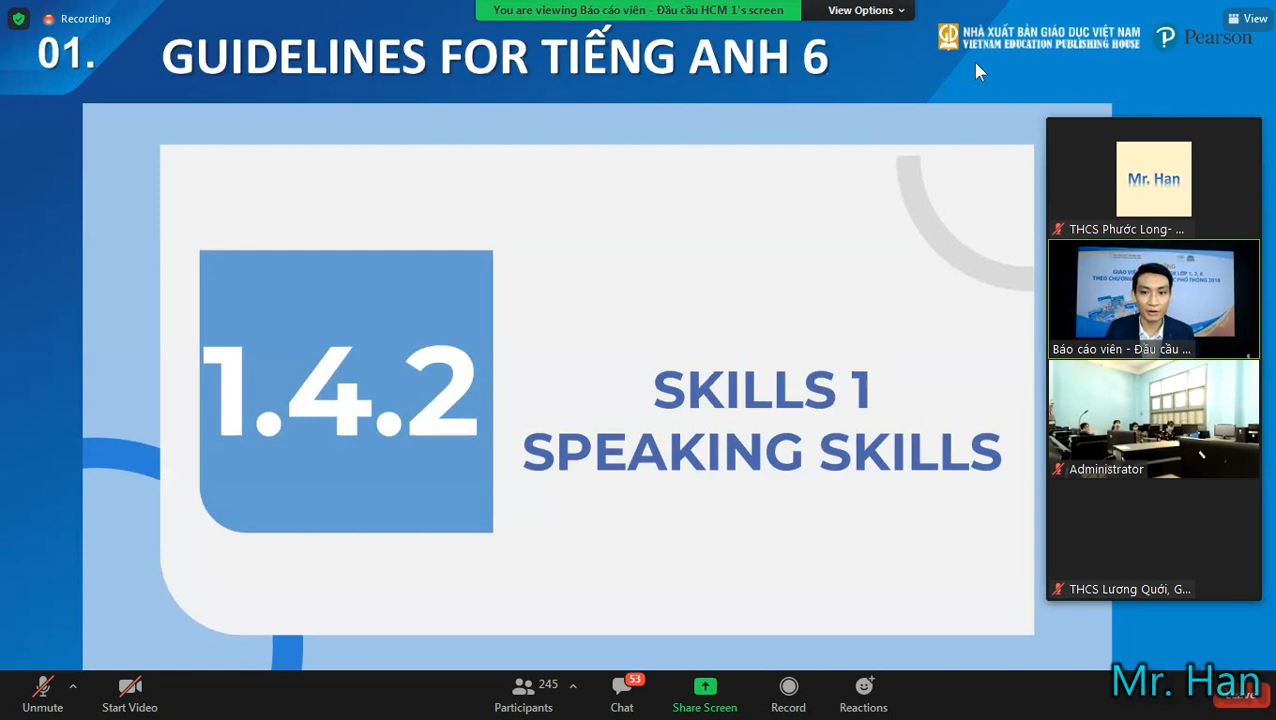 Recording
You are viewing Báo cáo viên - Đầu cầu HCM 1's screen
View Options
View
01.
GUIDELINES FOR TIẾNG ANH 6
NHÀ XUẤT BẢN GIÁO DỤC VIỆT NAM
VIETNAM EDUCATION PUBLISHING HOUSE
Pearson
1.4.2
SKILLS 1
SPEAKING SKILLS
Mr. Han
THCS Phước Long- ...
Báo cáo viên - Đầu cầu ...
Administrator
THCS Lương Quới, G...
Mr. Han
Unmute
Start Video
245
Participants
53
Chat
Share Screen
Record
Reactions